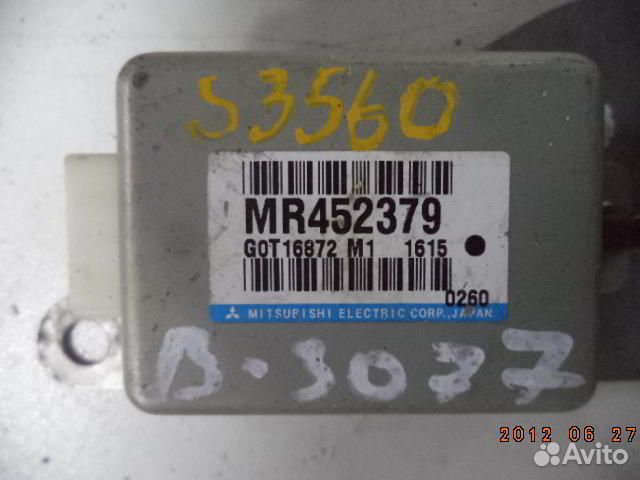 S3560
MR452379
G0T16872 M1 1615
0260
MITSUBISHI ELECTRIC CORP., JAPAN
B-3077
2012 06 27
Avito